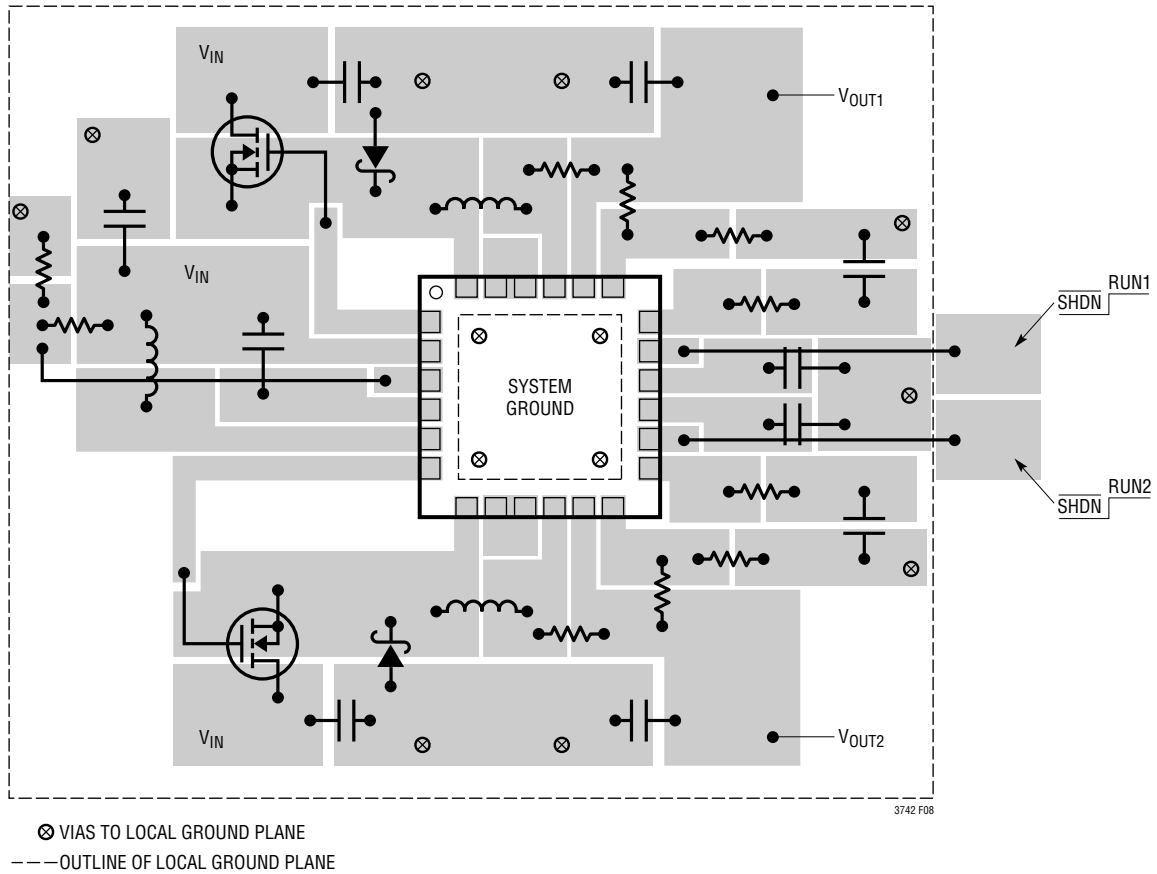 VIN
VOUT1
VIN
RUN1
SHDN
SYSTEM
GROUND
RUN2
SHDN
VIN
VOUT2
3742 F08
VIAS TO LOCAL GROUND PLANE
OUTLINE OF LOCAL GROUND PLANE